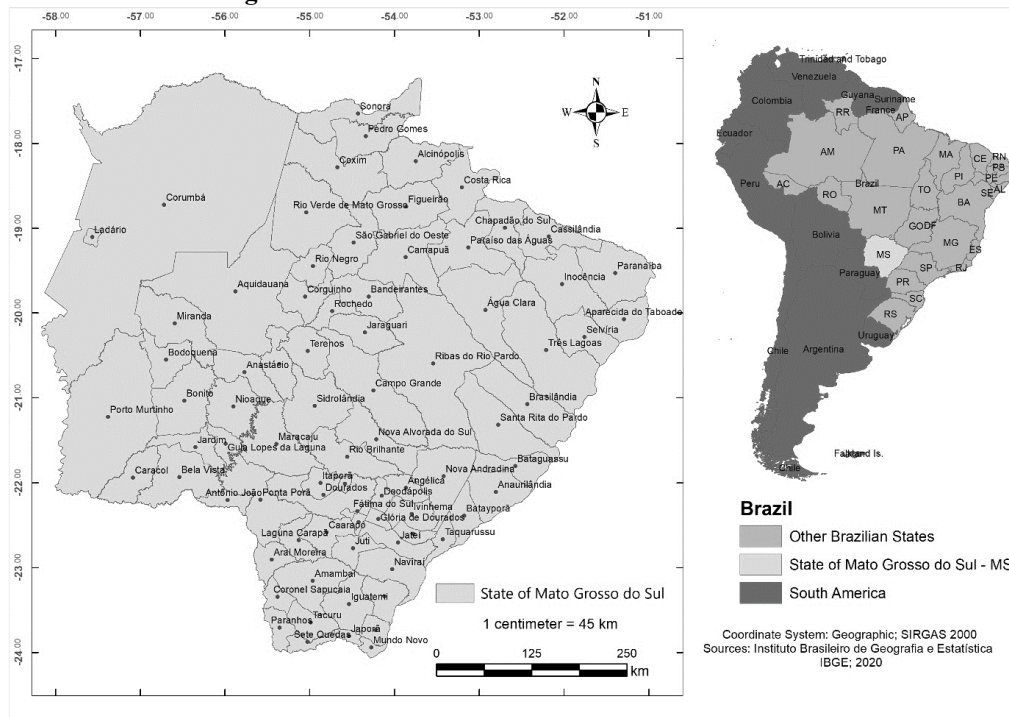 -58.00 -57.00 -56.00 -55.00 -54.00 -53.00 -52.00 -51.00
-17.00
-18.00
-19.00
-20.00
-21.00
-22.00
-23.00
-24.00
N
W E
S
Sonora
Pedro Gomes
Coxim
Alcinópolis
Costa Rica
Corumbá
Rio Verde de Mato Grosso
Figueirão
Ladário
Chapadão do Sul
Cassilândia
São Gabriel do Oeste
Camapuã
Paraíso das Águas
Rio Negro
Paranaíba
Inocência
Aquidauana
Corguinho
Bandeirantes
Rochedo
Água Clara
Aparecida do Taboado
Miranda
Jaraguari
Selvíria
Terenos
Três Lagoas
Bodoquena
Anastácio
Ribas do Rio Pardo
Campo Grande
Bonito
Nioaque
Sidrolândia
Brasilândia
Porto Murtinho
Santa Rita do Pardo
Jardim
Guia Lopes da Laguna
Maracaju
Nova Alvorada do Sul
Rio Brilhante
Bataguassu
Caracol
Bela Vista
Itaporã
Nova Andradina
Angélica
Anaurilândia
Antônio João
Ponta Porã
Dourados
Deodápolis
Fátima do Sul
Ivinhema
Batayporã
Glória de Dourados
Caarapó
Laguna Carapã
Jateí
Taquarussu
Juti
Aral Moreira
Naviraí
Amambai
Coronel Sapucaia
Iguatemi
Tacuru
Paranhos
Japorã
Sete Quedas
Mundo Novo
State of Mato Grosso do Sul
1 centimeter = 45 km
0 125 250
km
Trinidad and Tobago
Venezuela
Guyana
Suriname
Colombia
France
RR
AP
Ecuador
AM
PA
MA
CE
RN
PB
PI
PE
Peru
AC
Brazil
RO
TO
SE
AL
MT
BA
GO
DF
Bolivia
MG
ES
MS
SP
RJ
Paraguay
PR
SC
RS
Uruguay
Chile
Argentina
Falkland Is.
Chile
Brazil
Other Brazilian States
State of Mato Grosso do Sul - MS
South America
Coordinate System: Geographic; SIRGAS 2000
Sources: Instituto Brasileiro de Geografia e Estatística
IBGE; 2020